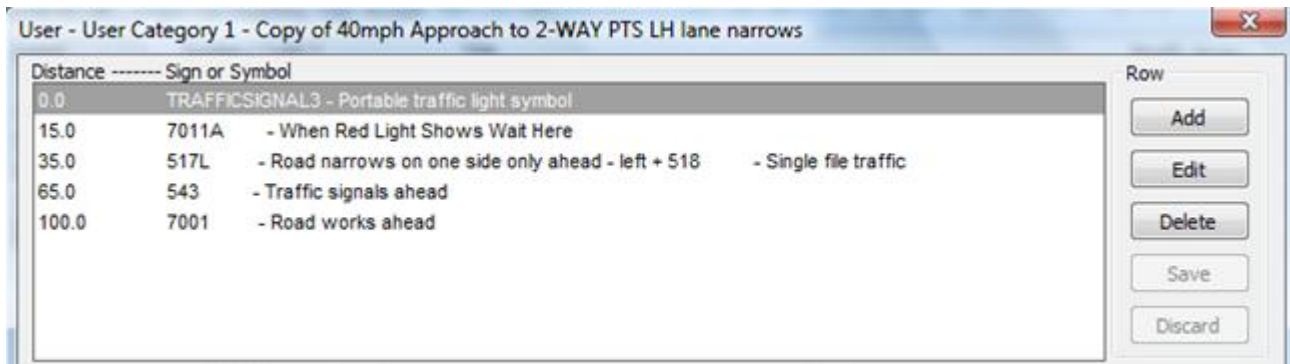 User - User Category 1 - Copy of 40mph Approach to 2-WAY PTS LH lane narrows
Distance ------- Sign or Symbol
0.0 TRAFFICSIGNAL3 - Portable traffic light symbol
15.0 7011A - When Red Light Shows Wait Here
35.0 517L - Road narrows on one side only ahead - left + 518 - Single file traffic
65.0 543 - Traffic signals ahead
100.0 7001 - Road works ahead
Row
Add
Edit
Delete
Save
Discard